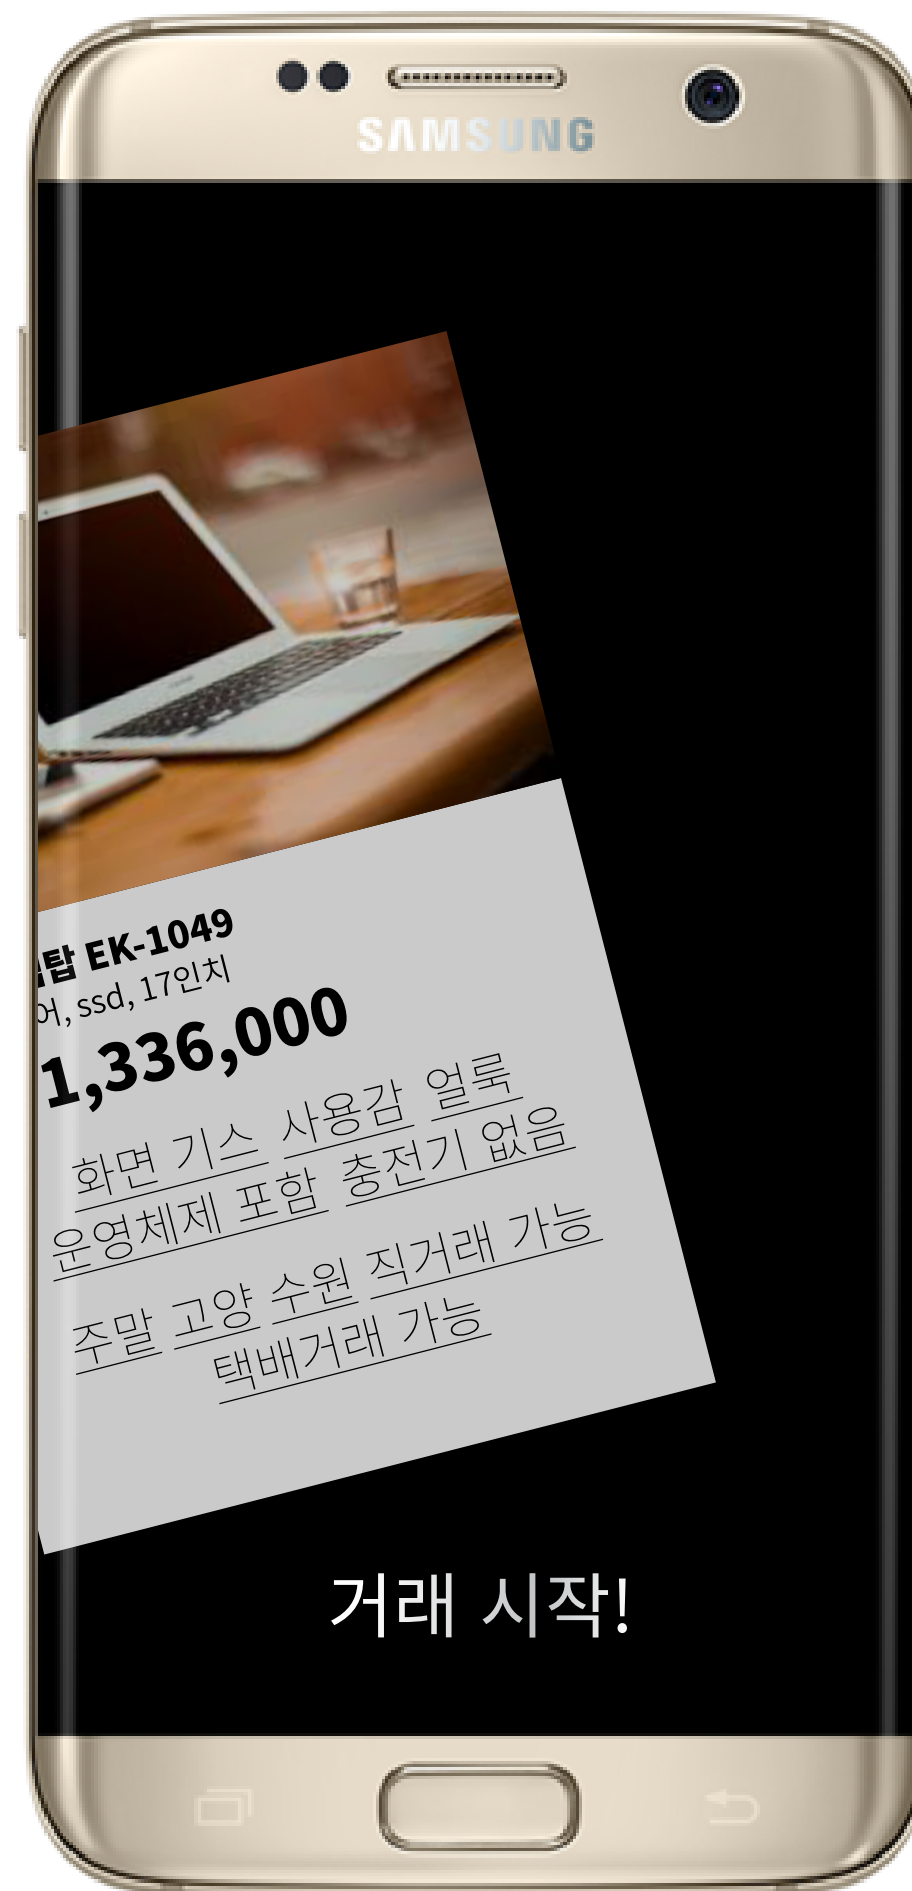 SAMSUNG
탑 EK-1049
어, ssd, 17인치
1,336,000
화면 기스 사용감 얼룩
운영체제 포함 충전기 없음
주말 고양 수원 직거래 가능
택배거래 가능
거래 시작!